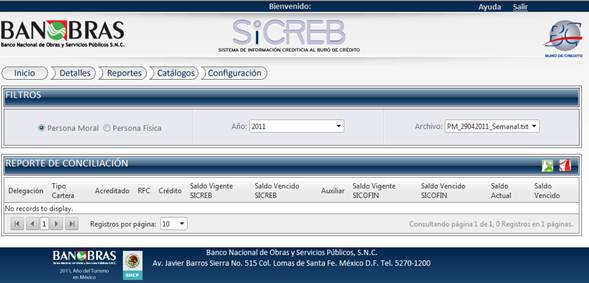 Bienvenido: Ayuda Salir
BANOBRAS
Banco Nacional de Obras y Servicios Públicos S.N.C.
SiCREB
SISTEMA DE INFORMACIÓN CREDITICIA AL BURÓ DE CRÉDITO
BC
BURÓ DE CRÉDITO
Inicio Detalles Reportes Catálogos Configuración
FILTROS
Persona Moral Persona Física Año: 2011 Archivo: PM_29042011_Semanal.txt
REPORTE DE CONCILIACIÓN
Delegación Tipo Cartera Acreditado RFC Crédito Saldo Vigente SICREB Saldo Vencido SICREB Auxiliar Saldo Vigente SICOFIN Saldo Vencido SICOFIN Saldo Actual Saldo Vencido
No records to display.
1 Registros por página: 10 Consultando página 1 de 1, 0 Registros en 1 páginas.
BANOBRAS
2011, Año del Turismo
en México
SHCP
Banco Nacional de Obras y Servicios Públicos, S.N.C.
Av. Javier Barros Sierra No. 515 Col. Lomas de Santa Fe. México D.F. Tel. 5270-1200